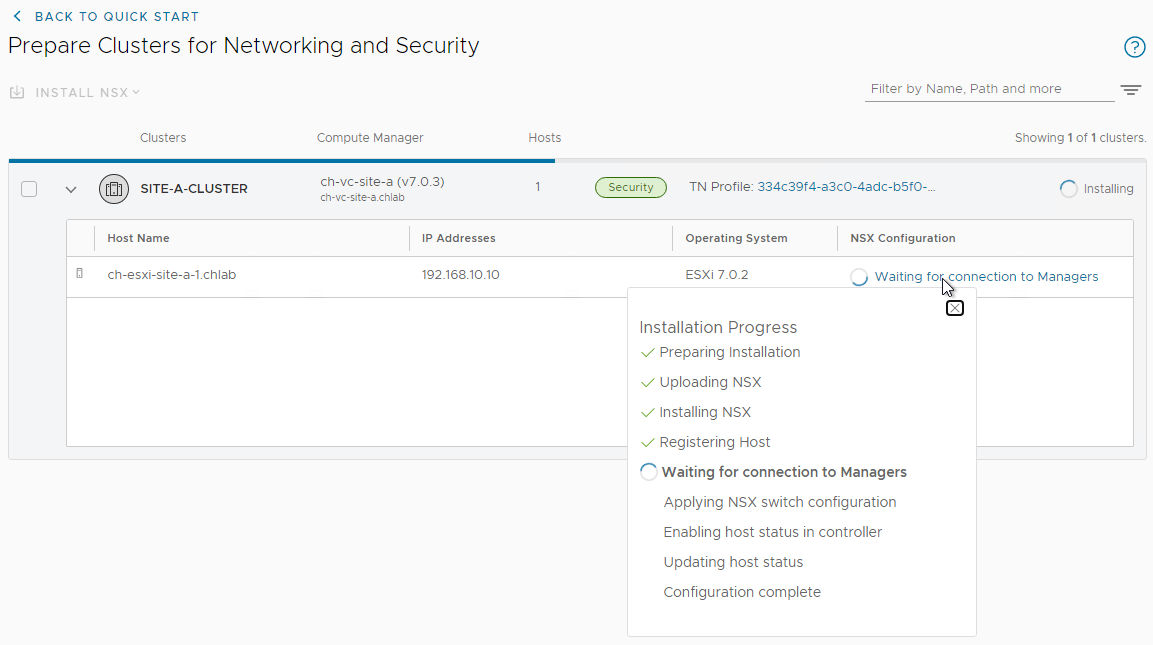 BACK TO QUICK START
Prepare Clusters for Networking and Security
?
INSTALL NSX
Filter by Name, Path and more
Clusters Compute Manager Hosts Showing 1 of 1 clusters.
SITE-A-CLUSTER ch-vc-site-a (v7.0.3) 1 Security TN Profile: 334c39f4-a3c0-4adc-b5f0-... Installing
ch-vc-site-a.chlab
Host Name IP Addresses Operating System NSX Configuration
ch-esxi-site-a-1.chlab 192.168.10.10 ESXi 7.0.2 Waiting for connection to Managers
Installation Progress
Preparing Installation
Uploading NSX
Installing NSX
Registering Host
Waiting for connection to Managers
Applying NSX switch configuration
Enabling host status in controller
Updating host status
Configuration complete